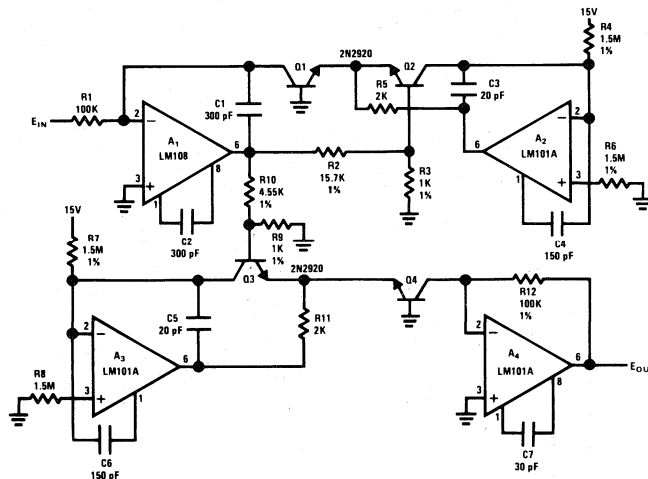 15V
R4
1.5M
1%
Q1
2N2920
Q2
R1
100K
C1
300 pF
R5
2K
C3
20 pF
E_IN
2
−
A1
LM108
6
8
3
+
1
R2
15.7K
1%
6
A2
LM101A
−
2
+
3
1
R6
1.5M
1%
R10
4.55K
1%
R3
1K
1%
C2
300 pF
C4
150 pF
15V
R9
1K
1%
R7
1.5M
1%
Q3
2N2920
Q4
C5
20 pF
R11
2K
R12
100K
1%
2
−
A3
LM101A
6
R8
1.5M
3
+
1
2
−
A4
LM101A
6
8
3
+
1
E_OU
C6
150 pF
C7
30 pF